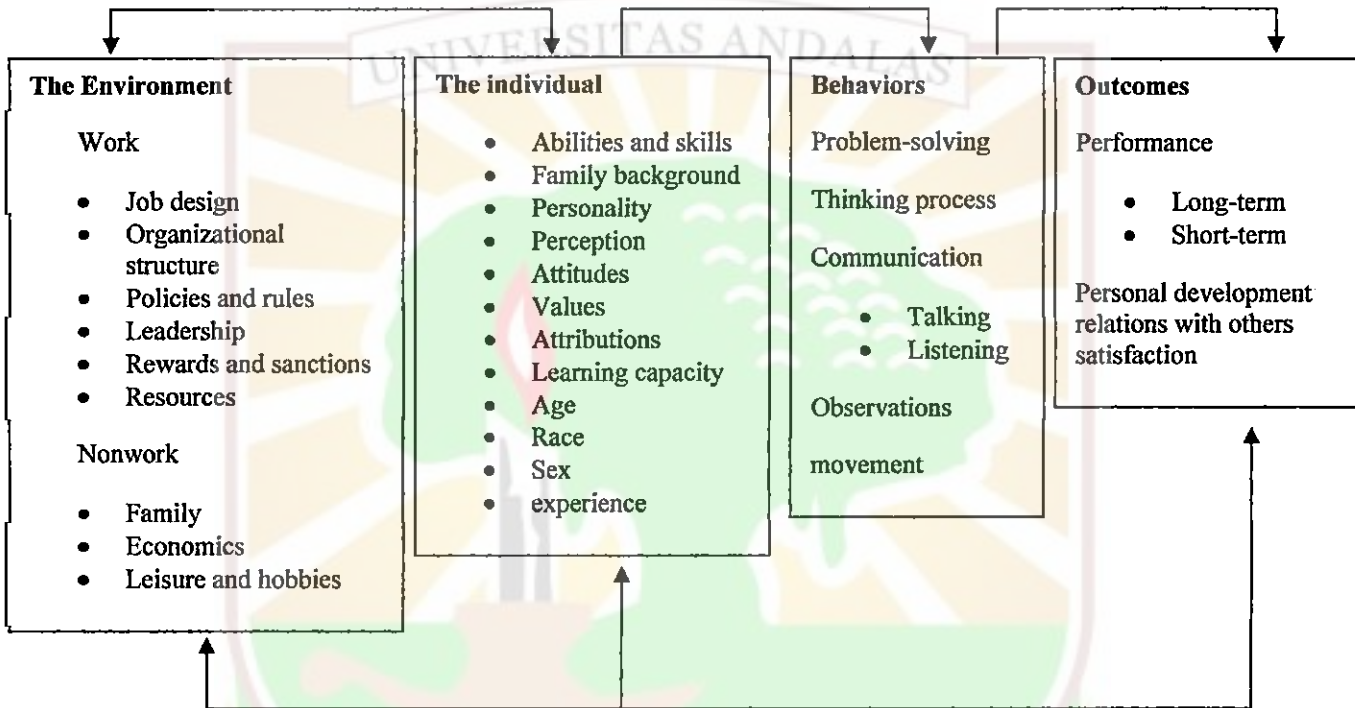 UNIVERSITAS ANDALAS
The Environment
Work
• Job design
• Organizational
structure
• Policies and rules
• Leadership
• Rewards and sanctions
• Resources
Nonwork
• Family
• Economics
• Leisure and hobbies
The individual
• Abilities and skills
• Family background
• Personality
• Perception
• Attitudes
• Values
• Attributions
• Learning capacity
• Age
• Race
• Sex
• experience
Behaviors
Problem-solving
Thinking process
Communication
• Talking
• Listening
Observations
movement
Outcomes
Performance
• Long-term
• Short-term
Personal development
relations with others
satisfaction